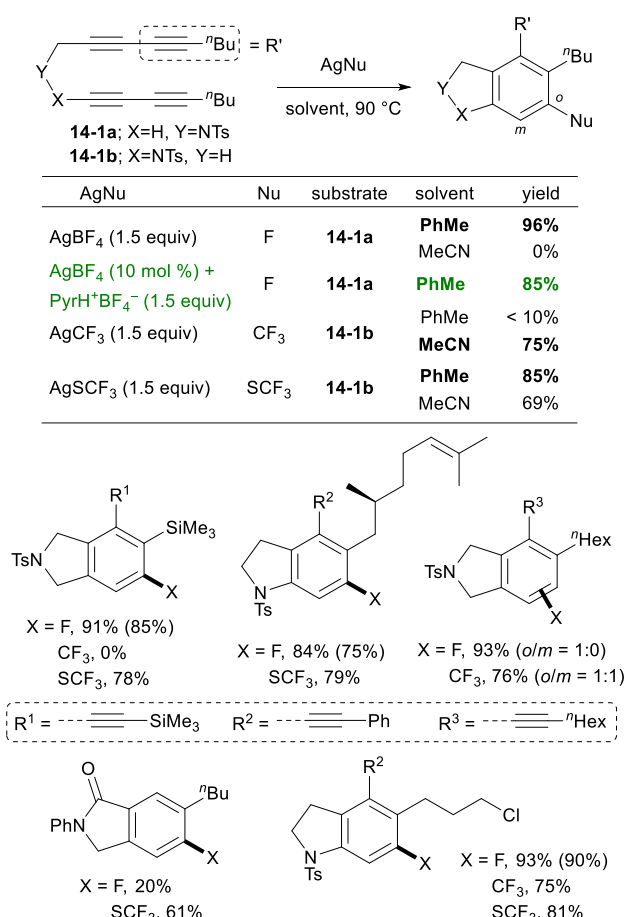 R'
ⁿBu = R'
Y
X
ⁿBu
AgNu
solvent, 90 °C
ⁿBu
Y
X
o
m
Nu
14-1a; X=H, Y=NTs
14-1b; X=NTs, Y=H
AgNu Nu substrate solvent yield
AgBF₄ (1.5 equiv) F 14-1a PhMe 96%
MeCN 0%
AgBF₄ (10 mol %) +
PyrH⁺BF₄⁻ (1.5 equiv) F 14-1a PhMe 85%
AgCF₃ (1.5 equiv) CF₃ 14-1b PhMe < 10%
MeCN 75%
AgSCF₃ (1.5 equiv) SCF₃ 14-1b PhMe 85%
MeCN 69%
R¹
SiMe₃
TsN
X
X = F, 91% (85%)
CF₃, 0%
SCF₃, 78%
R²
N
Ts
X
X = F, 84% (75%)
SCF₃, 79%
R³
ⁿHex
TsN
X
X = F, 93% (o/m = 1:0)
CF₃, 76% (o/m = 1:1)
R¹ = SiMe₃ R² = Ph R³ = ⁿHex
O
ⁿBu
PhN
X
X = F, 20%
SCF₃, 61%
R²
Cl
N
Ts
X
X = F, 93% (90%)
CF₃, 75%
SCF₃, 81%